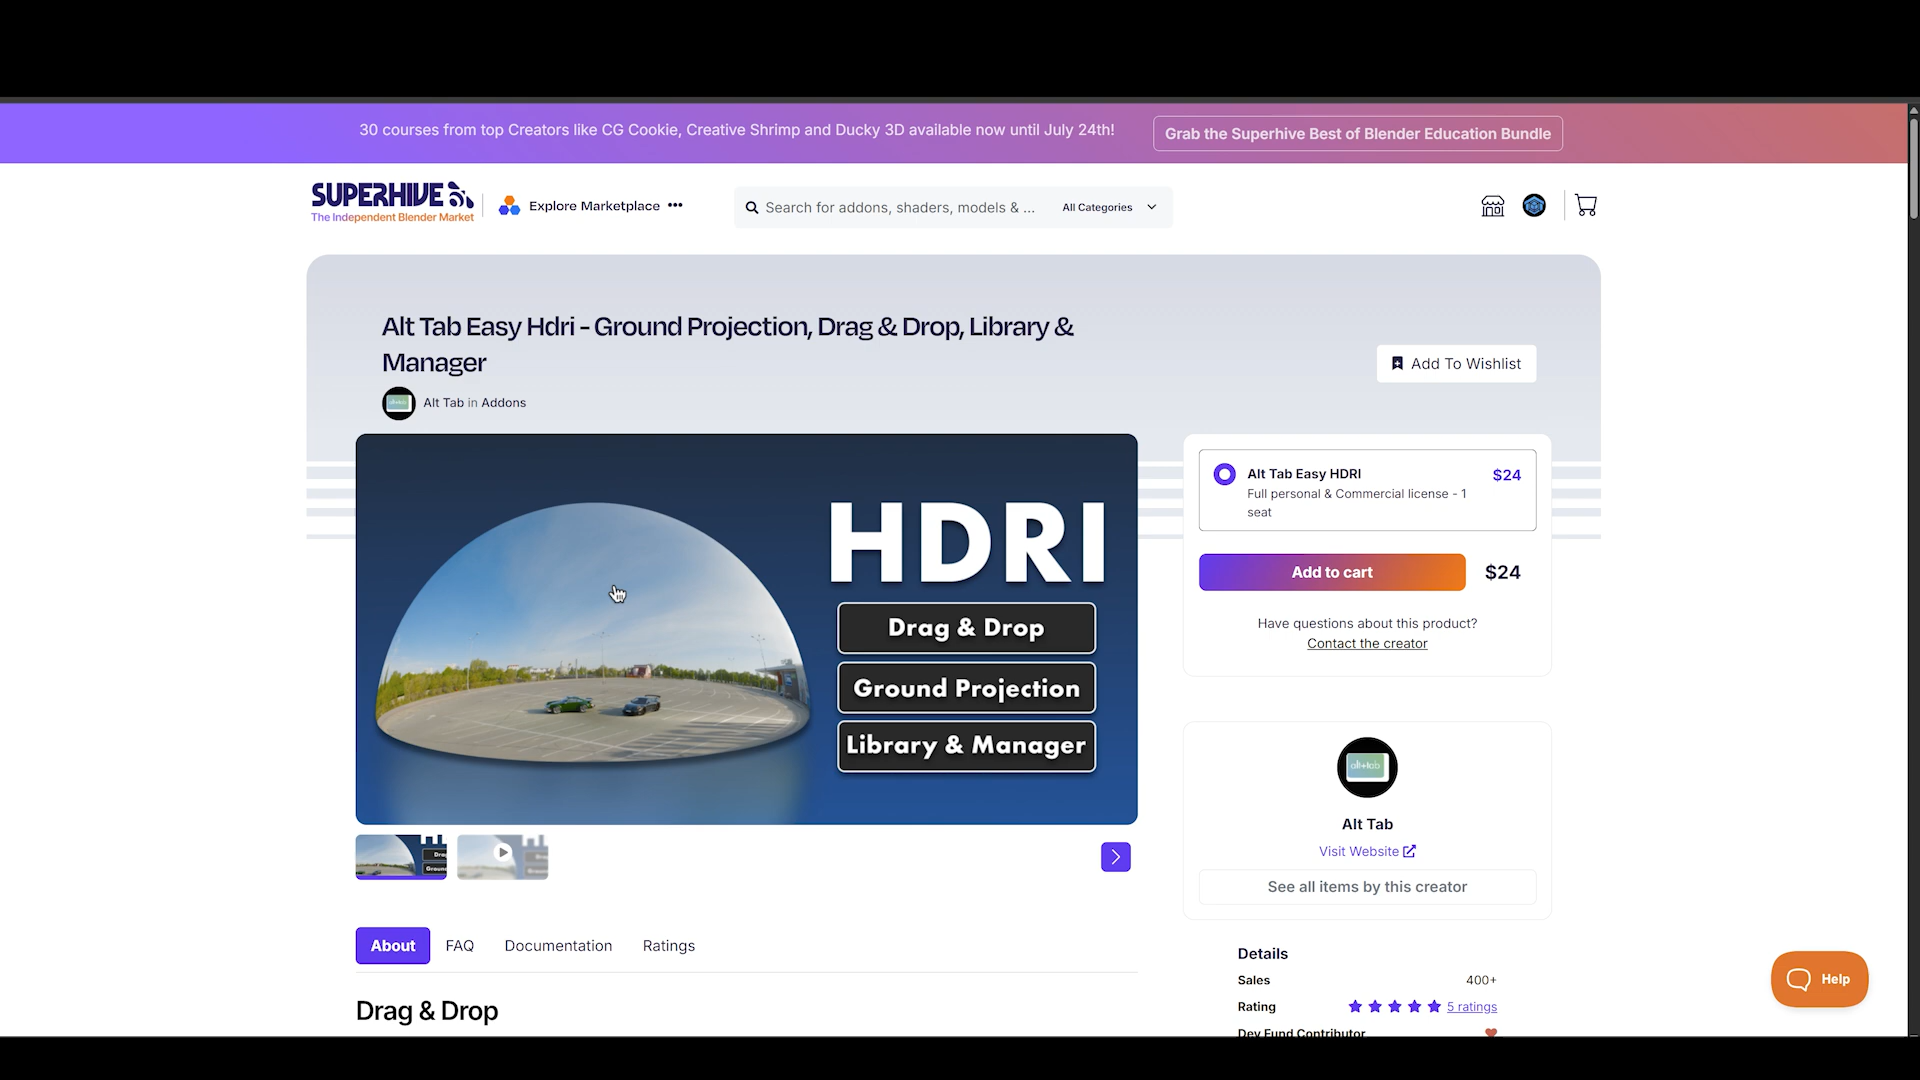 30 courses from top Creators like CG Cookie, Creative Shrimp and Ducky 3D available now until July 24th!
Grab the Superhive Best of Blender Education Bundle
SUPERHIVE
The Independent Blender Market
Explore Marketplace •••
Search for addons, shaders, models & ...
All Categories
Alt Tab Easy Hdri - Ground Projection, Drag & Drop, Library &
Manager
Add To Wishlist
Alt Tab in Addons
HDRI
Drag & Drop
Ground Projection
Library & Manager
Alt Tab Easy HDRI
$24
Full personal & Commercial license - 1
seat
Add to cart
$24
Have questions about this product?
Contact the creator
alt+tab
Alt Tab
Visit Website
See all items by this creator
About
FAQ
Documentation
Ratings
Drag & Drop
Details
Sales
400+
Rating
5 ratings
Dev Fund Contributor
Help